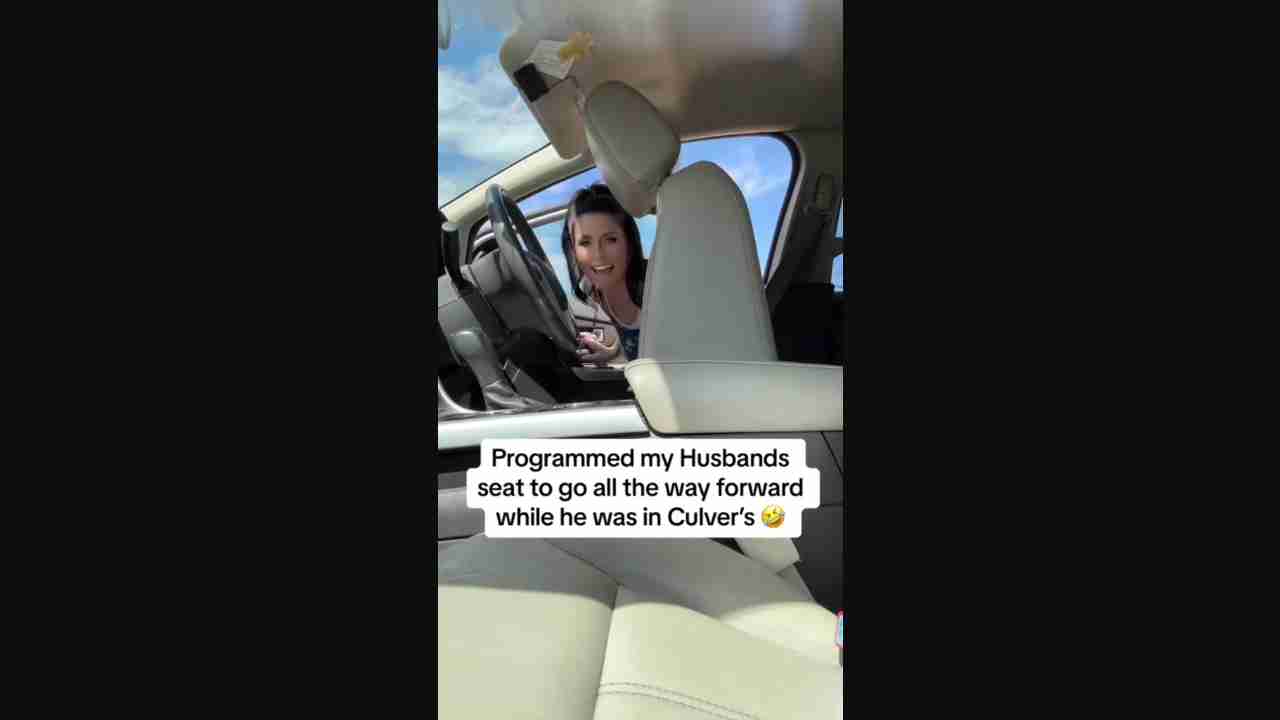 Programmed my Husbands
seat to go all the way forward
while he was in Culver’s 🤣